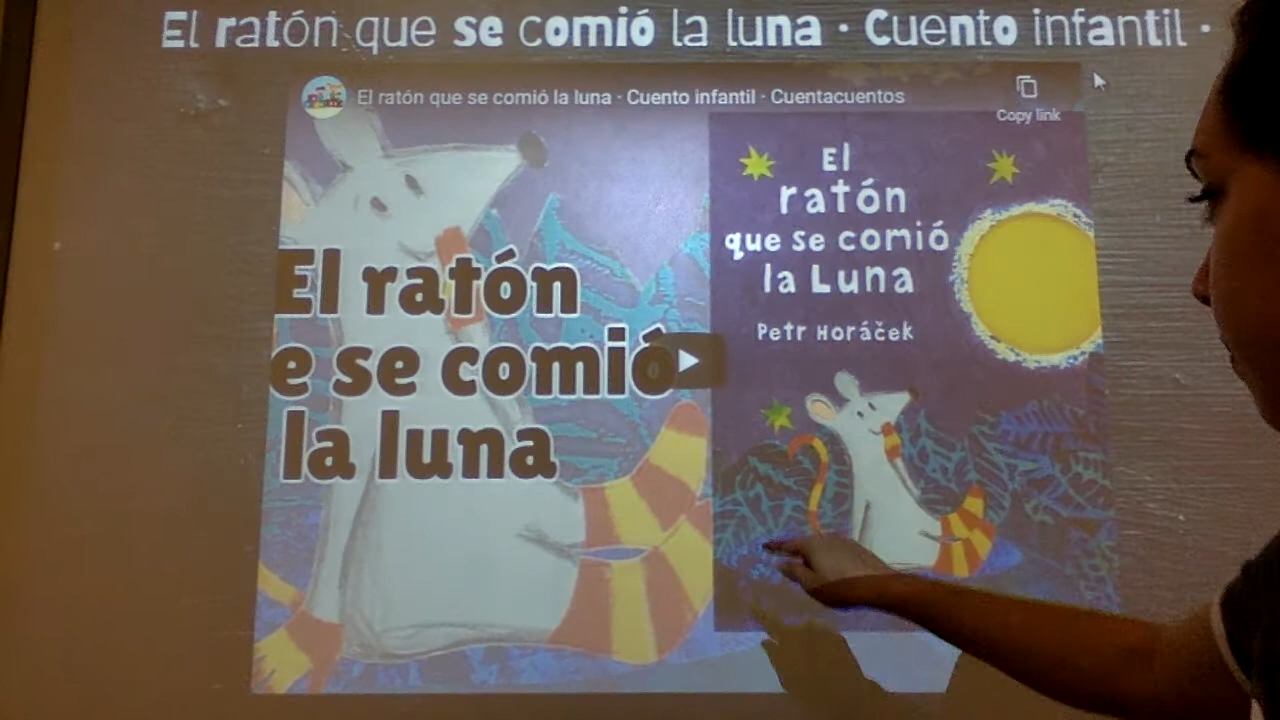 El ratón que se comió la luna · Cuento infantil ·
El ratón que se comió la luna · Cuento infantil · Cuentacuentos
Copy link
El ratón
e se comió
la luna
El
ratón
que se comió
la Luna
Petr Horáček